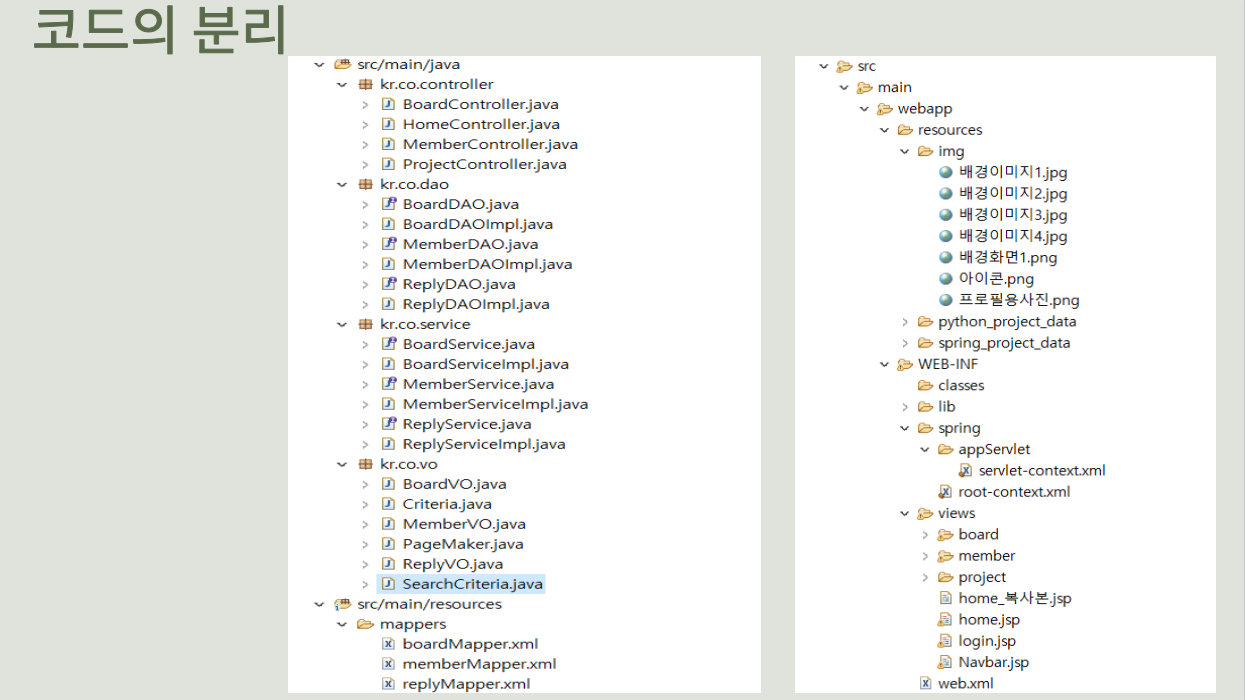 코드의 분리
src/main/java
kr.co.controller
BoardController.java
HomeController.java
MemberController.java
ProjectController.java
kr.co.dao
BoardDAO.java
BoardDAOImpl.java
MemberDAO.java
MemberDAOImpl.java
ReplyDAO.java
ReplyDAOImpl.java
kr.co.service
BoardService.java
BoardServiceImpl.java
MemberService.java
MemberServiceImpl.java
ReplyService.java
ReplyServiceImpl.java
kr.co.vo
BoardVO.java
Criteria.java
MemberVO.java
PageMaker.java
ReplyVO.java
SearchCriteria.java
src/main/resources
mappers
boardMapper.xml
memberMapper.xml
replyMapper.xml
src
main
webapp
resources
img
배경이미지1.jpg
배경이미지2.jpg
배경이미지3.jpg
배경이미지4.jpg
배경화면1.png
아이콘.png
프로필용사진.png
python_project_data
spring_project_data
WEB-INF
classes
lib
spring
appServlet
servlet-context.xml
root-context.xml
views
board
member
project
home_복사본.jsp
home.jsp
login.jsp
Navbar.jsp
web.xml